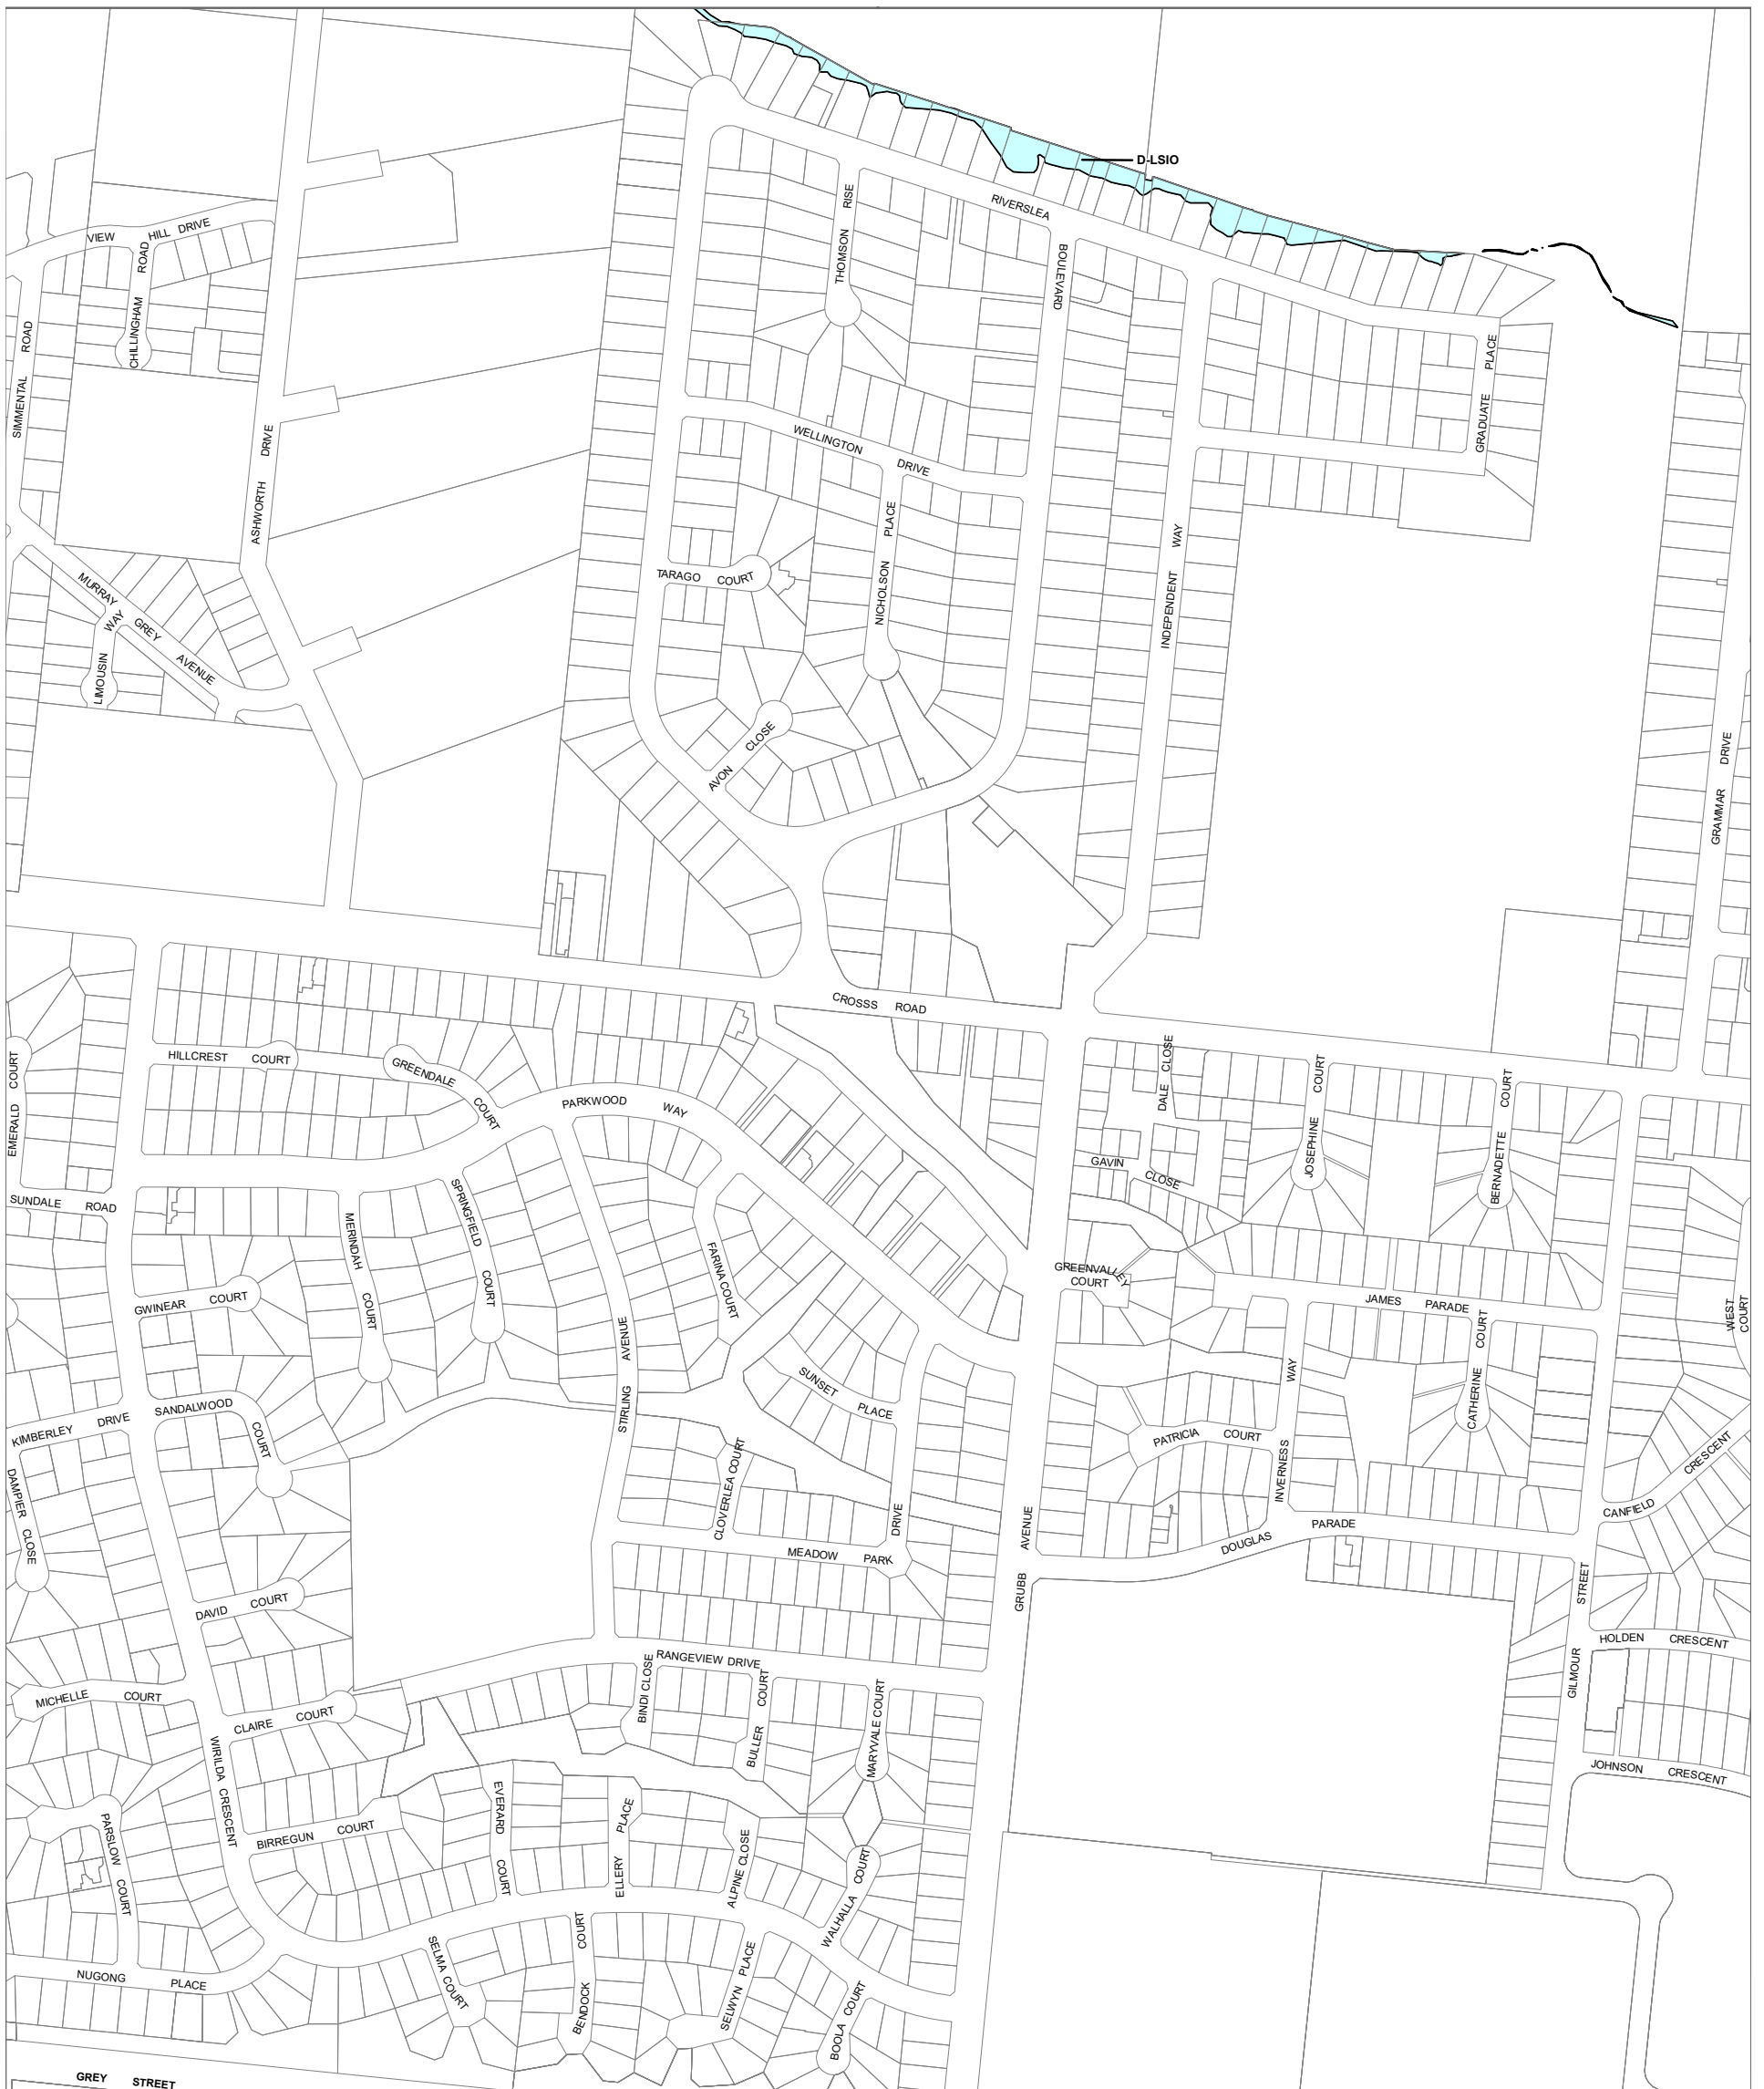 D-LSIO
RIVERSLEA
BOULEVARD
THOMSON RISE
VIEW HILL DRIVE
CHILLINGHAM ROAD
SIMMENTAL ROAD
ASHWORTH DRIVE
GRADUATE PLACE
WELLINGTON DRIVE
NICHOLSON PLACE
INDEPENDENT WAY
TARAGO COURT
MURRAY GREY AVENUE
LIMOUSIN WAY
AVON CLOSE
GRAMMAR DRIVE
CROSSS ROAD
HILLCREST COURT
GREENDALE COURT
EMERALD COURT
PARKWOOD WAY
DALE CLOSE
JOSEPHINE COURT
BERNADETTE COURT
GAVIN CLOSE
SUNDALE ROAD
MERINDAH COURT
SPRINGFIELD COURT
FARINA COURT
GREENVALLEY
COURT
GWINEAR COURT
JAMES PARADE
WEST
COURT
STIRLING AVENUE
SUNSET PLACE
CATHERINE COURT
INVERNESS WAY
PATRICIA COURT
SANDALWOOD COURT
KIMBERLEY DRIVE
DAMPIER CLOSE
CLOVERLEA COURT
CANFIELD CRESCENT
DOUGLAS PARADE
MEADOW PARK
DRIVE
GRUBB AVENUE
DAVID COURT
GILMOUR STREET
HOLDEN CRESCENT
RANGEVIEW DRIVE
BINDI CLOSE
BULLER COURT
MARYVALE COURT
MICHELLE COURT
CLAIRE COURT
WIRILDA CRESCENT
JOHNSON CRESCENT
EVERARD COURT
ELLERY PLACE
ALPINE CLOSE
BIRREGUN COURT
PARSLOW COURT
WALHALLA COURT
SELMA COURT
BENDOCK COURT
SELWYN PLACE
BOOLA COURT
NUGONG PLACE
GREY STREET